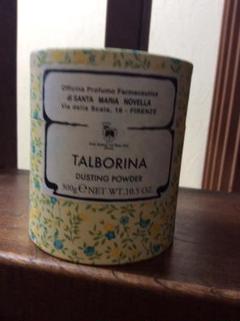 Officina Profumo Farmaceutica
di SANTA MARIA NOVELLA
Via della Scala, 16 - FIRENZE
TALBORINA
DUSTING POWDER
300g ℮ NET WT. 10.5 OZ.